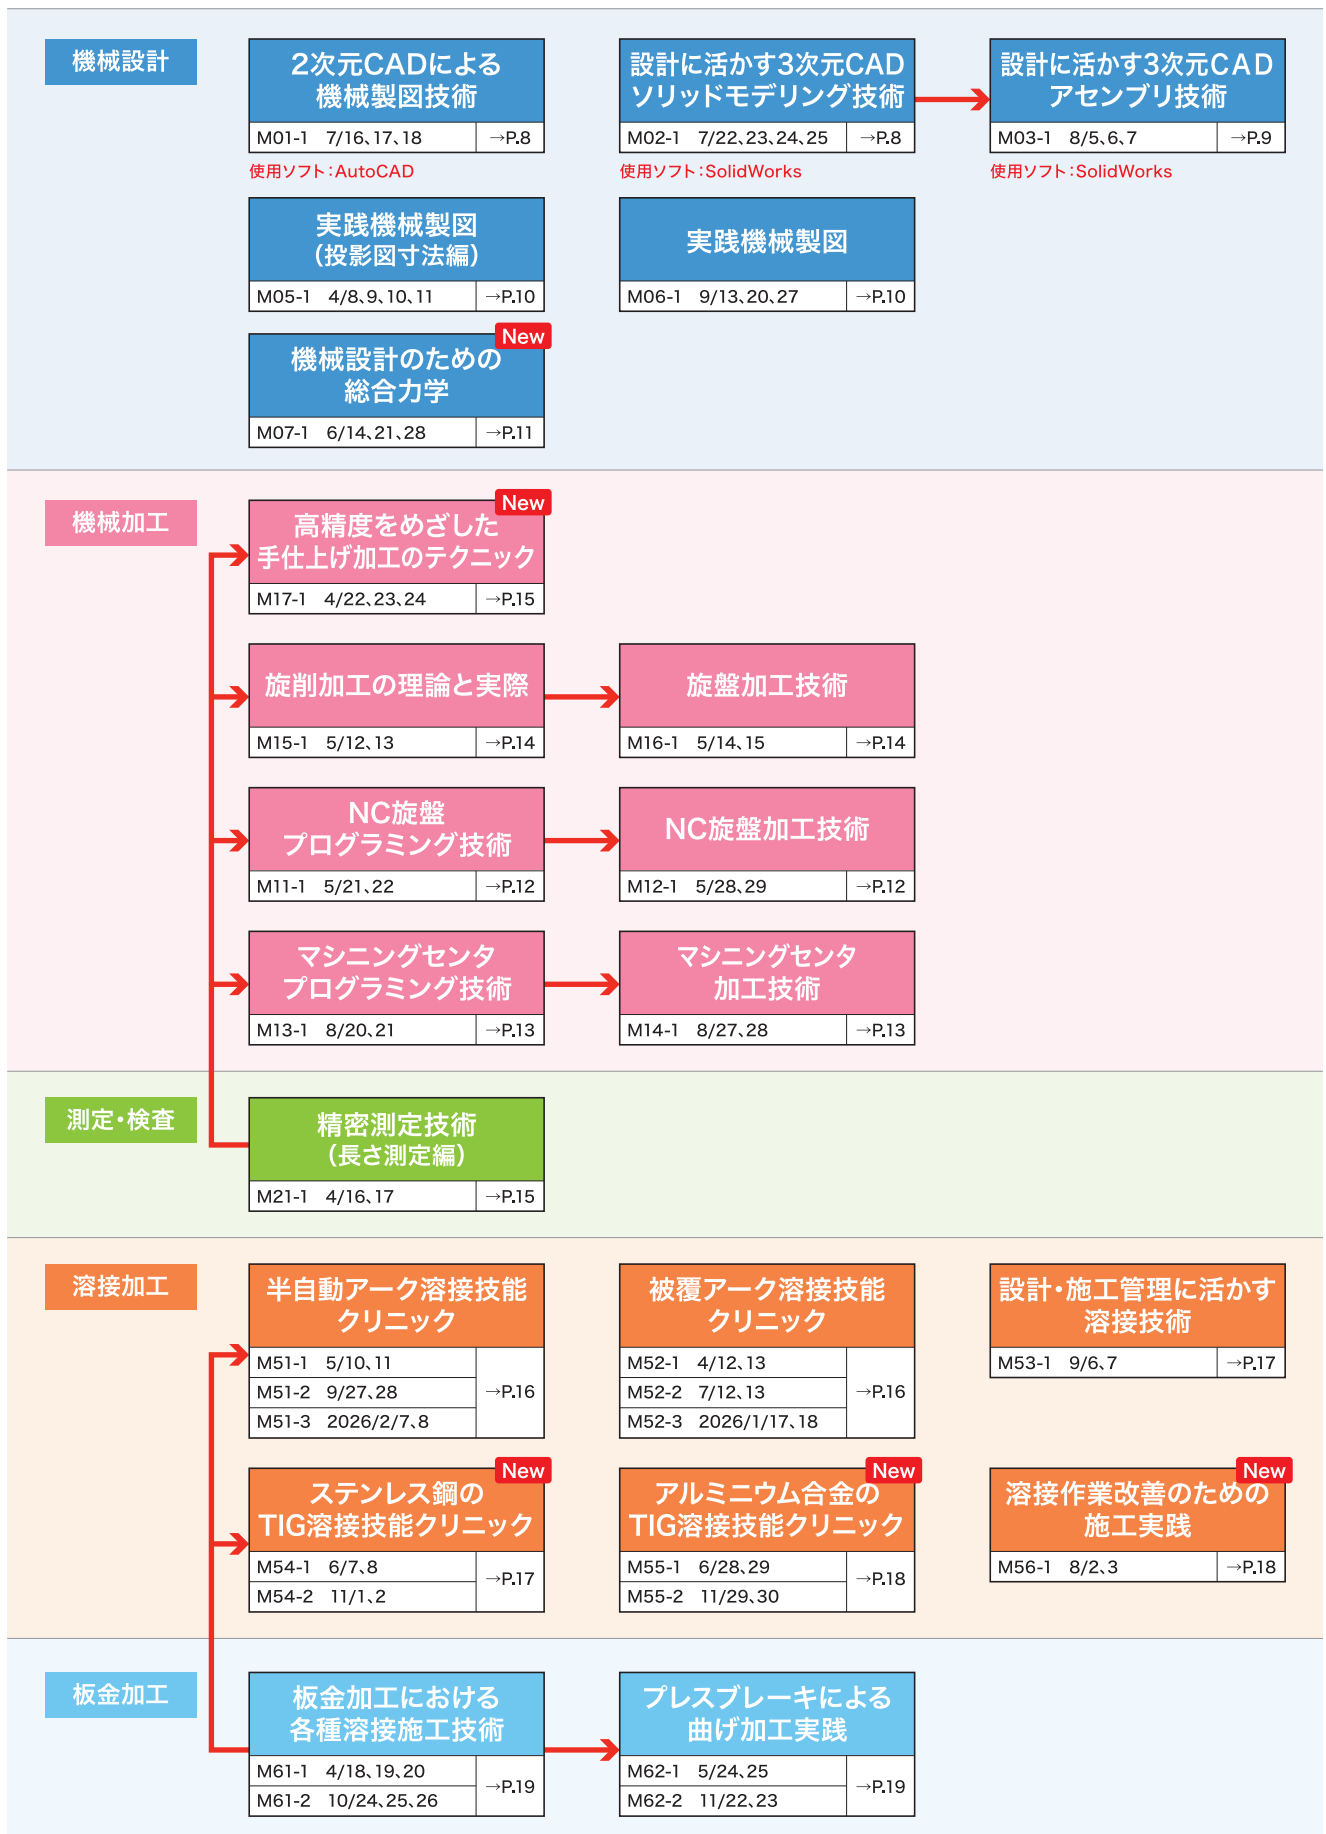 機械設計
2次元CADによる
機械製図技術
M01-1 7/16、17、18 →P.8
使用ソフト：AutoCAD
設計に活かす3次元CAD
ソリッドモデリング技術
M02-1 7/22、23、24、25 →P.8
使用ソフト：SolidWorks
設計に活かす3次元CAD
アセンブリ技術
M03-1 8/5、6、7 →P.9
使用ソフト：SolidWorks
実践機械製図
（投影図寸法編）
M05-1 4/8、9、10、11 →P.10
実践機械製図
M06-1 9/13、20、27 →P.10
New
機械設計のための
総合力学
M07-1 6/14、21、28 →P.11
機械加工
New
高精度をめざした
手仕上げ加工のテクニック
M17-1 4/22、23、24 →P.15
旋削加工の理論と実際
M15-1 5/12、13 →P.14
旋盤加工技術
M16-1 5/14、15 →P.14
NC旋盤
プログラミング技術
M11-1 5/21、22 →P.12
NC旋盤加工技術
M12-1 5/28、29 →P.12
マシニングセンタ
プログラミング技術
M13-1 8/20、21 →P.13
マシニングセンタ
加工技術
M14-1 8/27、28 →P.13
測定・検査
精密測定技術
（長さ測定編）
M21-1 4/16、17 →P.15
溶接加工
半自動アーク溶接技能
クリニック
M51-1 5/10、11
M51-2 9/27、28
M51-3 2026/2/7、8
→P.16
被覆アーク溶接技能
クリニック
M52-1 4/12、13
M52-2 7/12、13
M52-3 2026/1/17、18
→P.16
設計・施工管理に活かす
溶接技術
M53-1 9/6、7 →P.17
New
ステンレス鋼の
TIG溶接技能クリニック
M54-1 6/7、8
M54-2 11/1、2
→P.17
New
アルミニウム合金の
TIG溶接技能クリニック
M55-1 6/28、29
M55-2 11/29、30
→P.18
New
溶接作業改善のための
施工実践
M56-1 8/2、3 →P.18
板金加工
板金加工における
各種溶接施工技術
M61-1 4/18、19、20
M61-2 10/24、25、26
→P.19
プレスブレーキによる
曲げ加工実践
M62-1 5/24、25
M62-2 11/22、23
→P.19